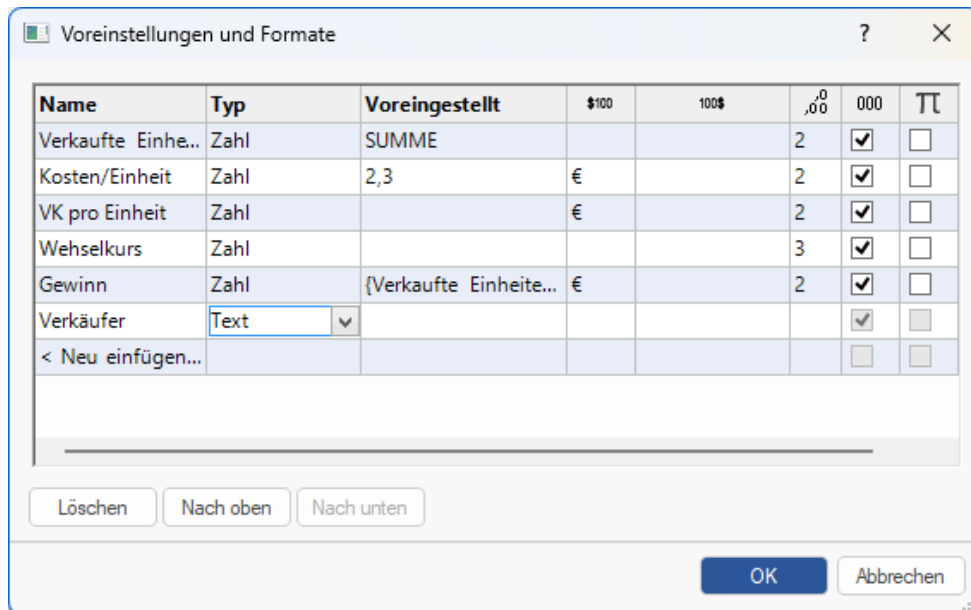 Voreinstellungen und Formate ?
Name Typ Voreingestellt $100 100$ ,00 ,0 000 π
Verkaufte Einhe... Zahl SUMME 2
Kosten/Einheit Zahl 2,3 € 2
VK pro Einheit Zahl € 2
Wehselkurs Zahl 3
Gewinn Zahl {Verkaufte Einheite... € 2
Verkäufer Text
< Neu einfügen...
Löschen Nach oben Nach unten
OK Abbrechen